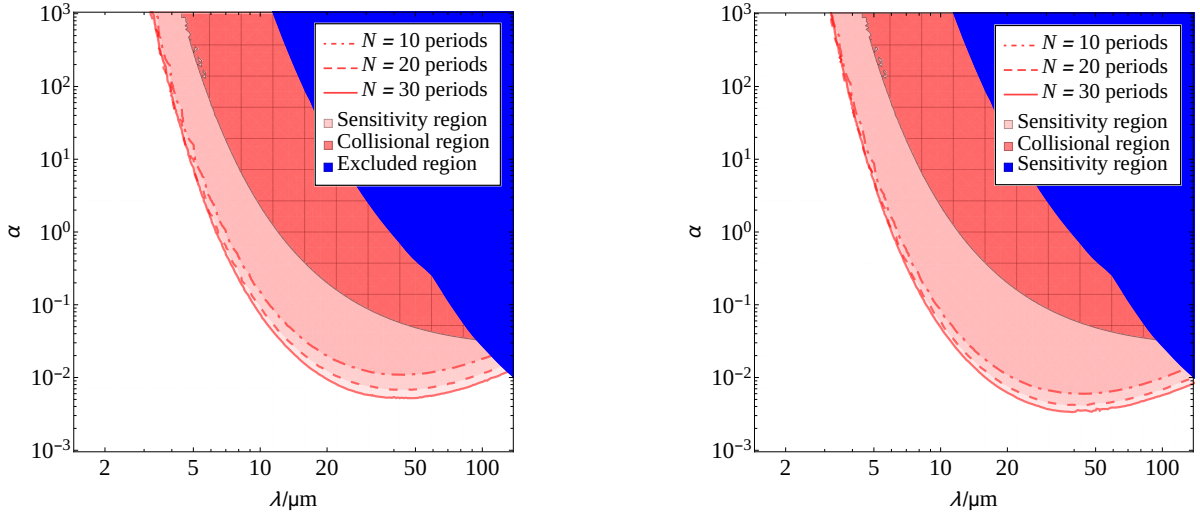 10³
10²
10¹
10⁰
10⁻¹
10⁻²
10⁻³
α
2
5
10
20
50
100
λ/μm
N = 10 periods
N = 20 periods
N = 30 periods
Sensitivity region
Collisional region
Excluded region
10³
10²
10¹
10⁰
10⁻¹
10⁻²
10⁻³
α
2
5
10
20
50
100
λ/μm
N = 10 periods
N = 20 periods
N = 30 periods
Sensitivity region
Collisional region
Sensitivity region